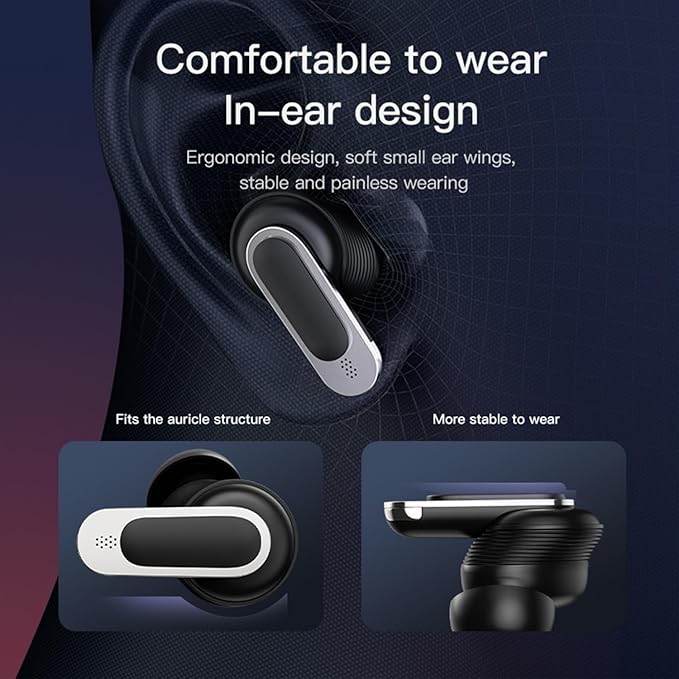 Comfortable to wear
In-ear design
Ergonomic design, soft small ear wings,
stable and painless wearing
Fits the auricle structure
More stable to wear